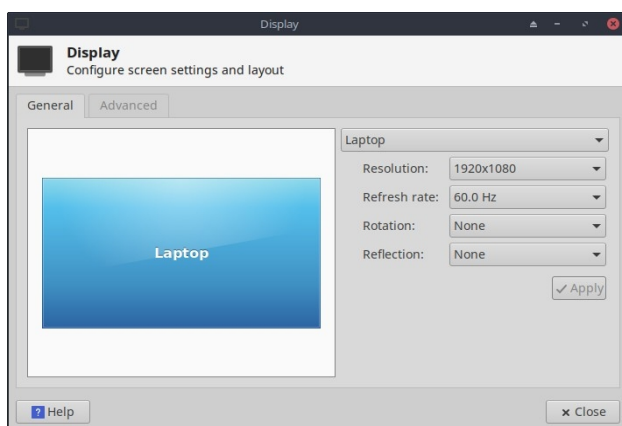 Display
Display
Configure screen settings and layout
General Advanced
Laptop
Resolution: 1920x1080
Refresh rate: 60.0 Hz
Rotation: None
Laptop
Reflection: None
Apply
? Help
Close